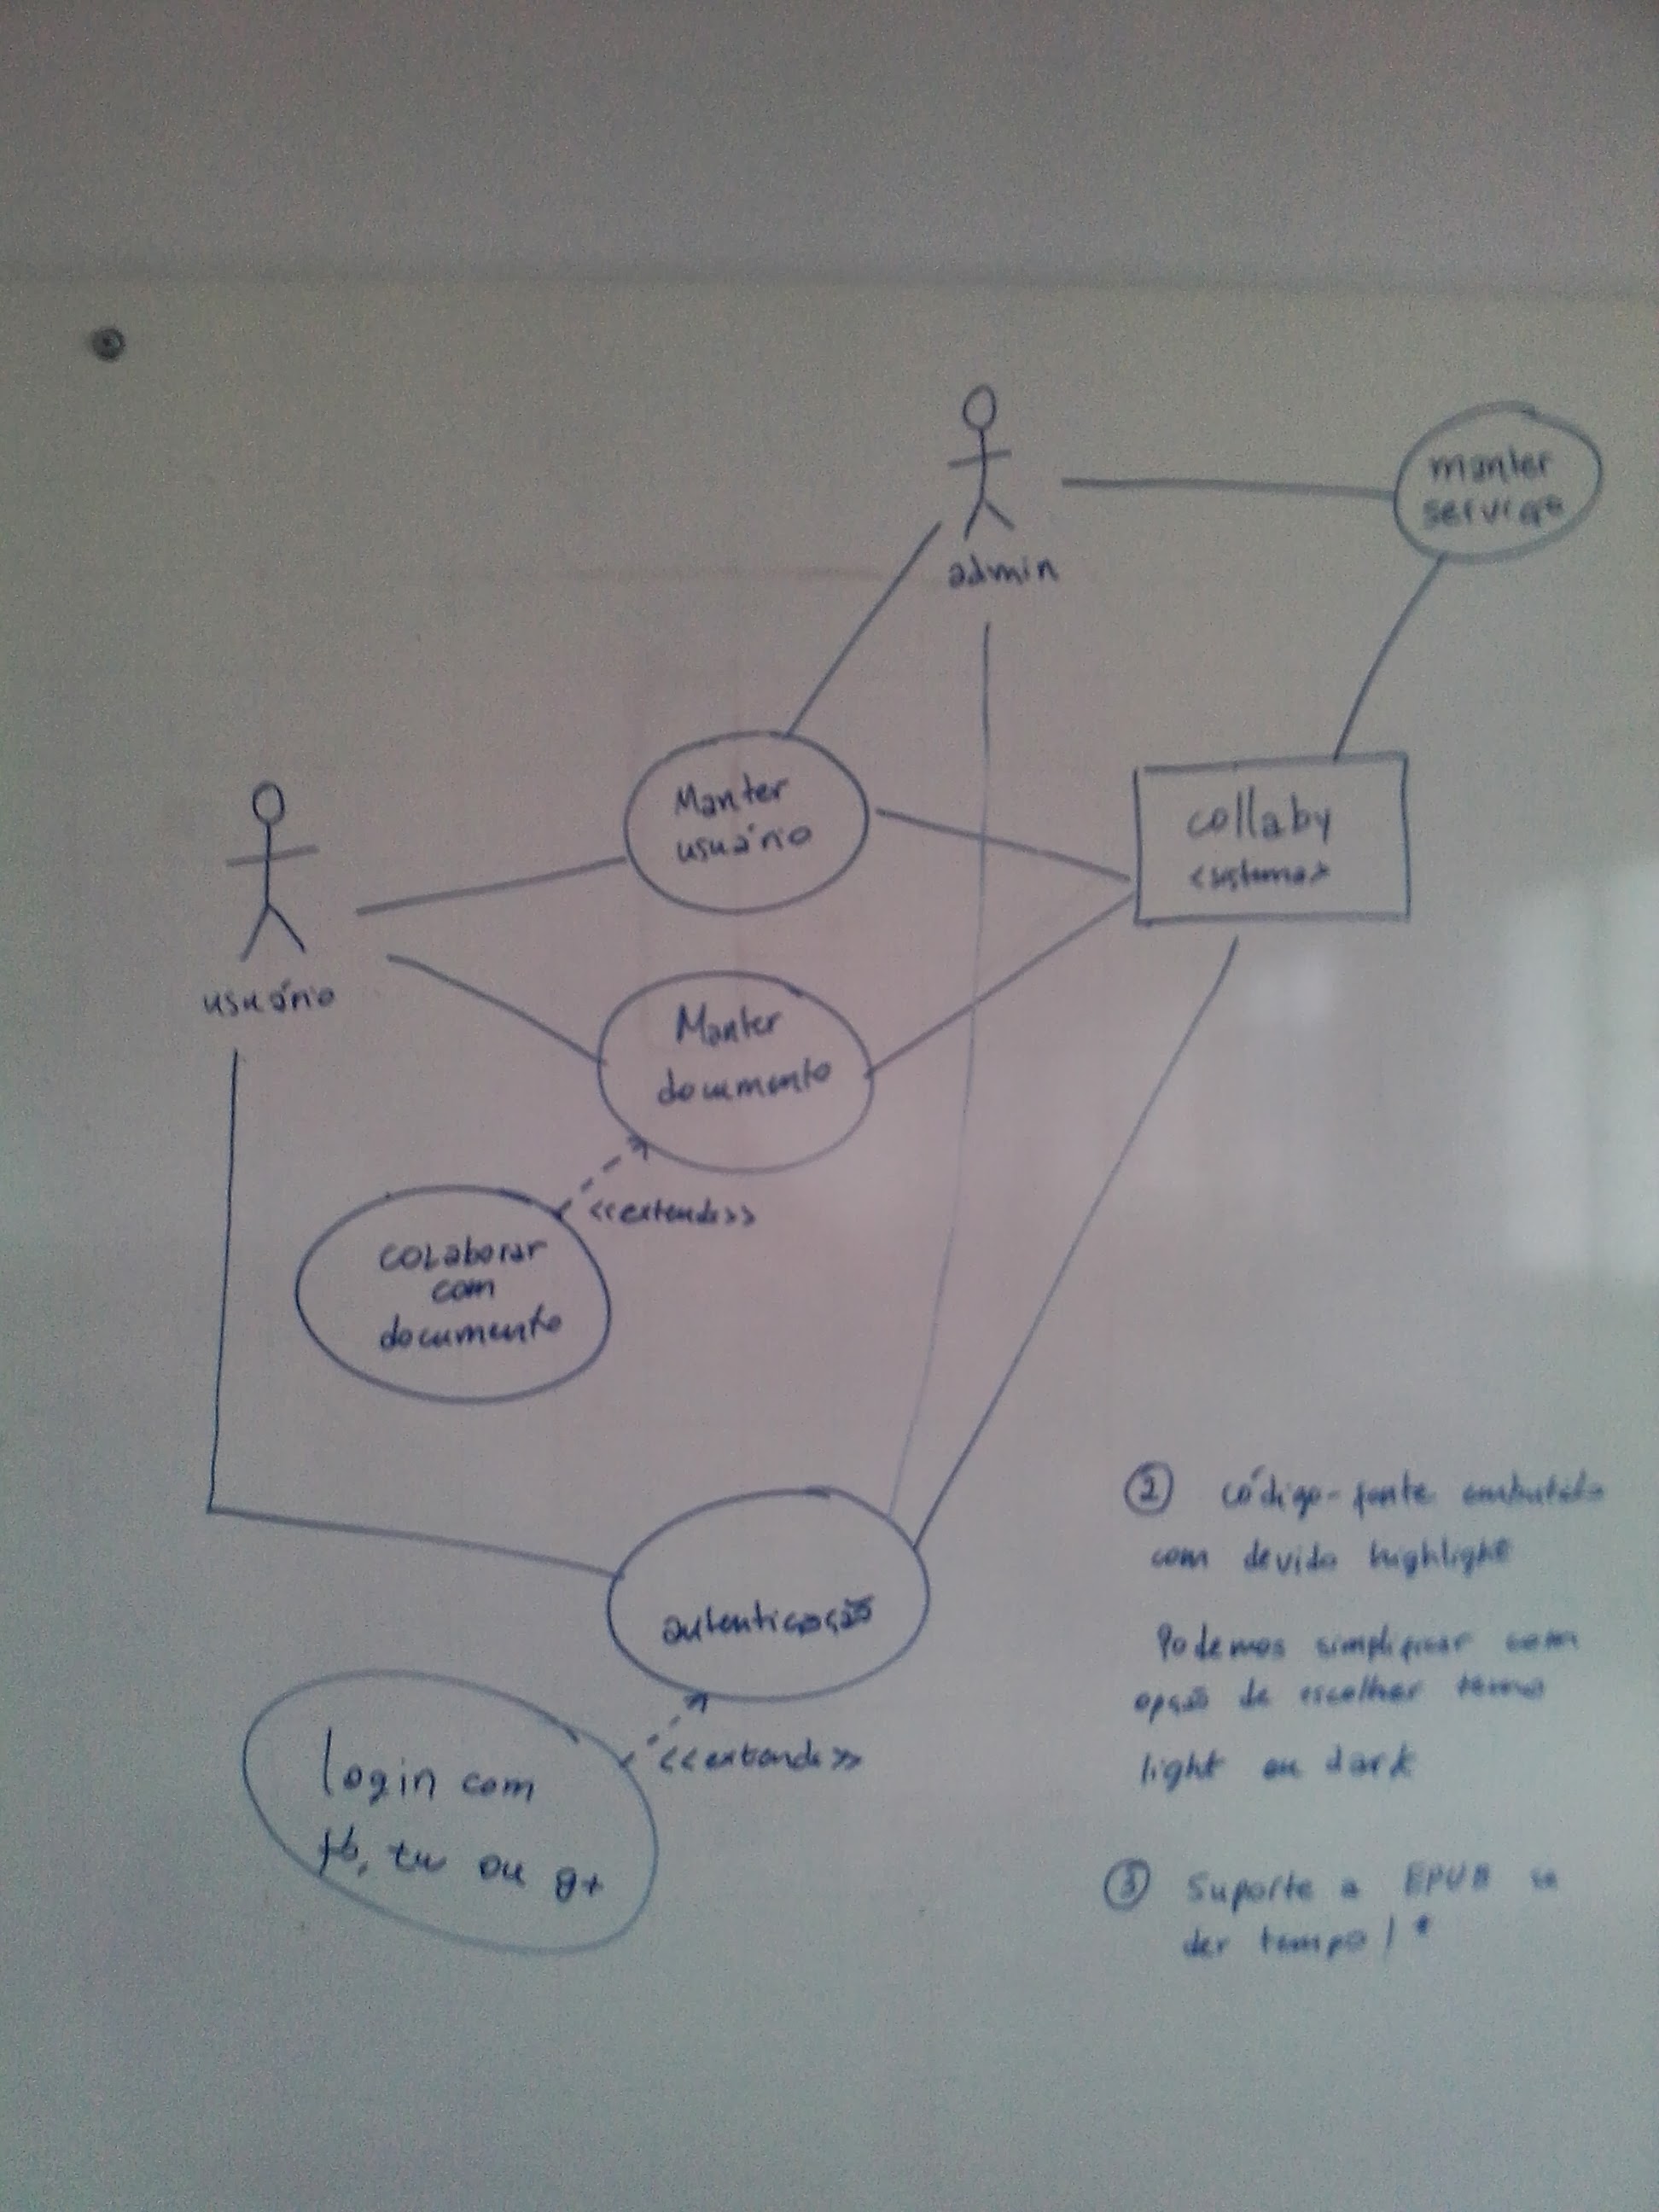 admin
manter
serviços
Manter
usuário
collaby
<sistema>
usuário
Manter
documento
<<extende>>
colaborar
com
documento
autenticação
<<extende>>
login com
fb, tw ou g+
② código-fonte embutido
com devido highlight
Podemos simplificar com
opção de escolher tema
light ou dark
③ Suporte a EPUB se
der tempo! *